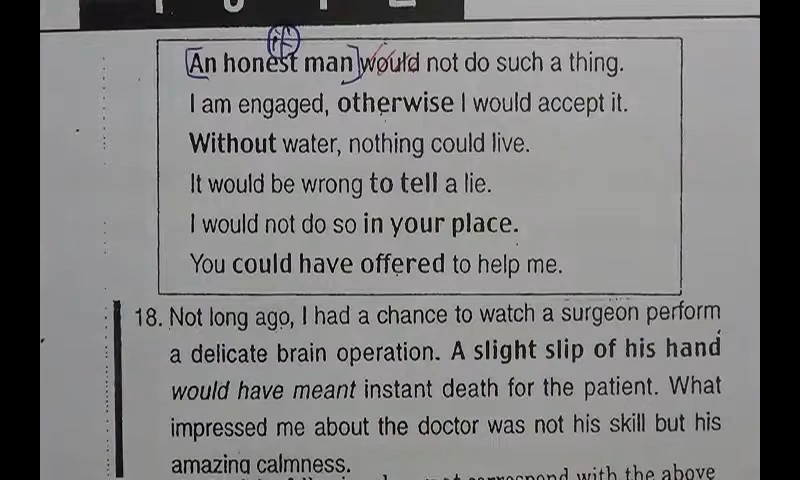 An honest man would not do such a thing.
I am engaged, otherwise I would accept it.
Without water, nothing could live.
It would be wrong to tell a lie.
I would not do so in your place.
You could have offered to help me.
18. Not long ago, I had a chance to watch a surgeon perform
a delicate brain operation. A slight slip of his hand
would have meant instant death for the patient. What
impressed me about the doctor was not his skill but his
amazing calmness.
correspond with the above